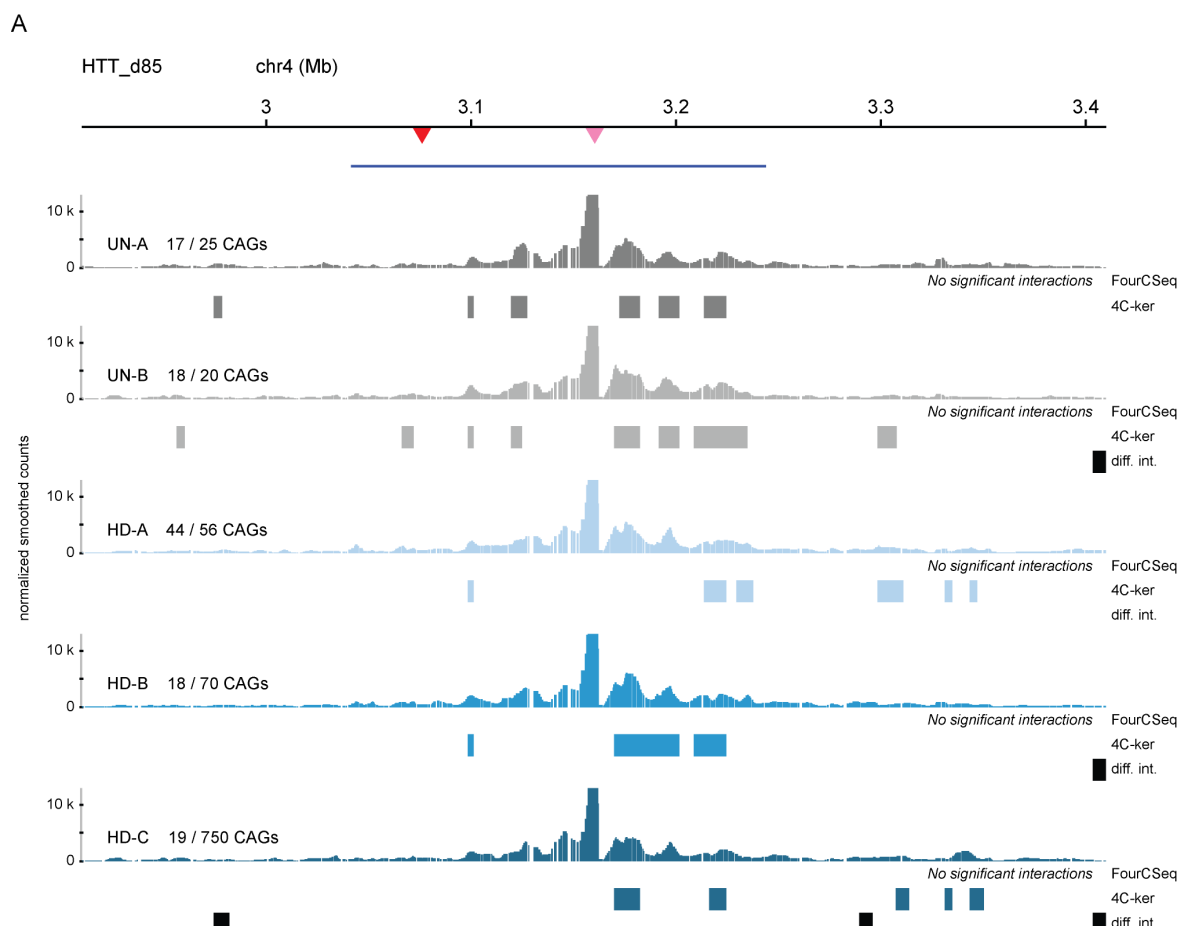 A
HTT_d85 chr4 (Mb)
3 3.1 3.2 3.3 3.4
10 k
UN-A 17 / 25 CAGs
0
No significant interactions FourCSeq
4C-ker
10 k
UN-B 18 / 20 CAGs
0
No significant interactions FourCSeq
4C-ker
diff. int.
normalized smoothed counts
10 k
HD-A 44 / 56 CAGs
0
No significant interactions FourCSeq
4C-ker
diff. int.
10 k
HD-B 18 / 70 CAGs
0
No significant interactions FourCSeq
4C-ker
diff. int.
10 k
HD-C 19 / 750 CAGs
0
No significant interactions FourCSeq
4C-ker
diff. int.